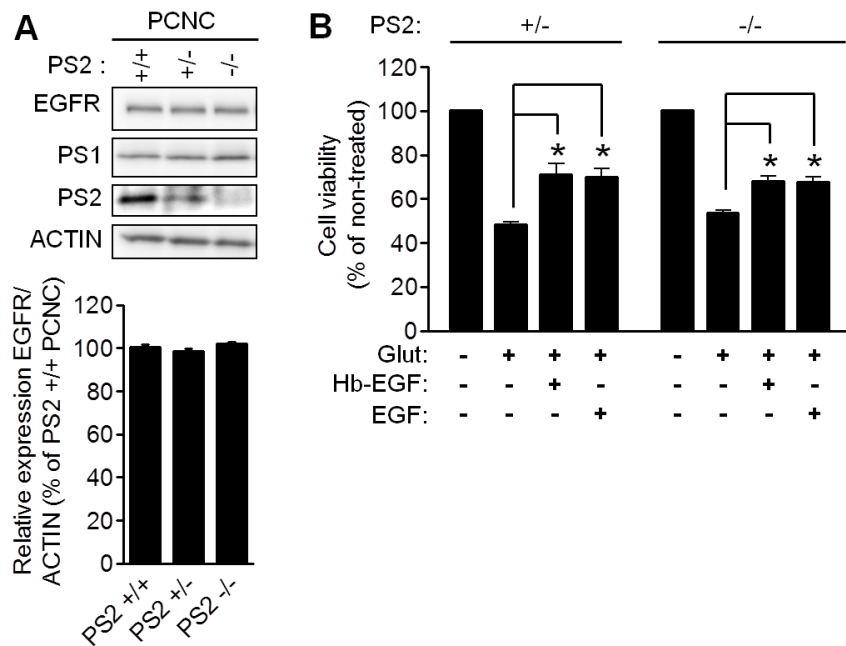 A
PCNC
PS2 : +/+ +/- -/-
EGFR
PS1
PS2
ACTIN
Relative expression EGFR/
ACTIN (% of PS2 +/+ PCNC)
120
100
80
60
40
20
0
PS2 +/+
PS2 +/-
PS2 -/-
B
PS2: +/- -/-
Cell viability
(% of non-treated)
120
100
80
60
40
20
0
* * * *
Glut: - + + + - + + +
Hb-EGF: - - + - - - + -
EGF: - - - + - - - +